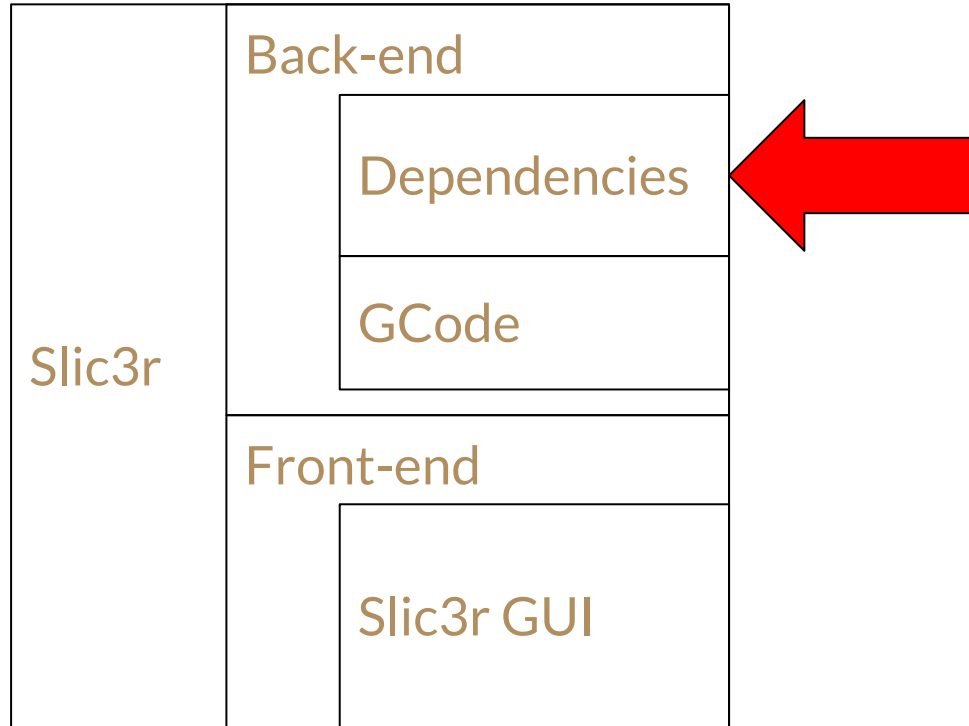 Slic3r
Back-end
Dependencies
GCode
Front-end
Slic3r GUI